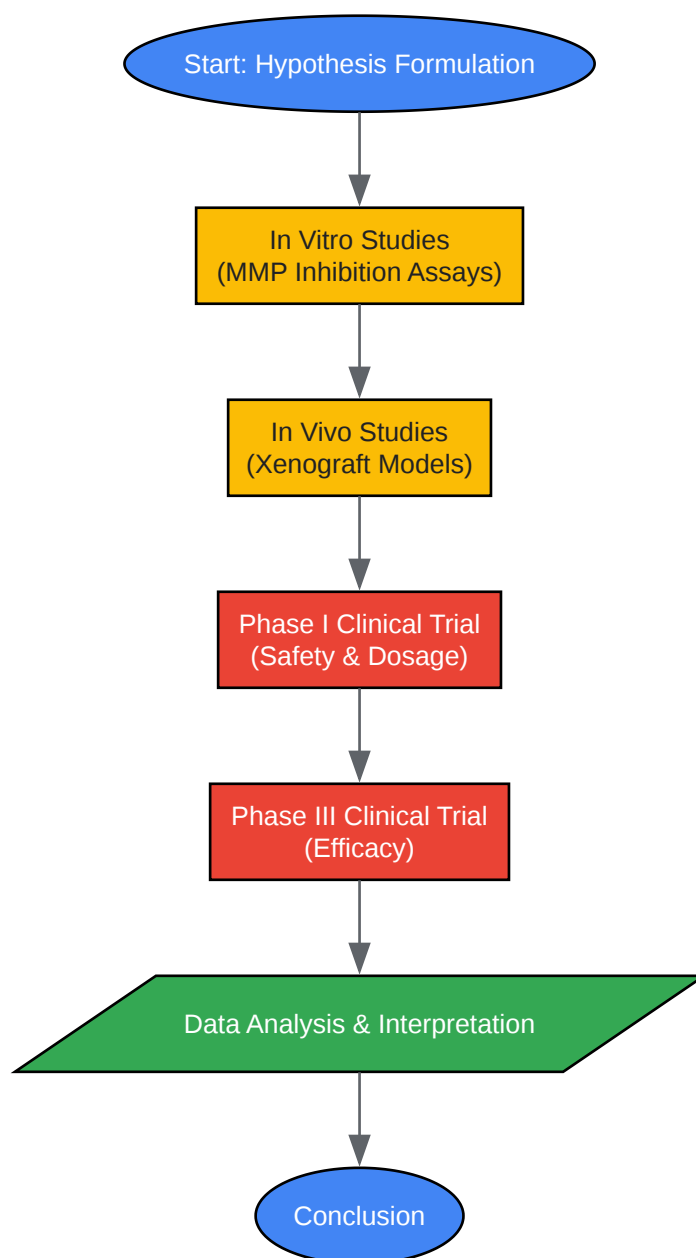 Start: Hypothesis Formulation
In Vitro Studies
(MMP Inhibition Assays)
In Vivo Studies
(Xenograft Models)
Phase I Clinical Trial
(Safety & Dosage)
Phase III Clinical Trial
(Efficacy)
Data Analysis & Interpretation
Conclusion